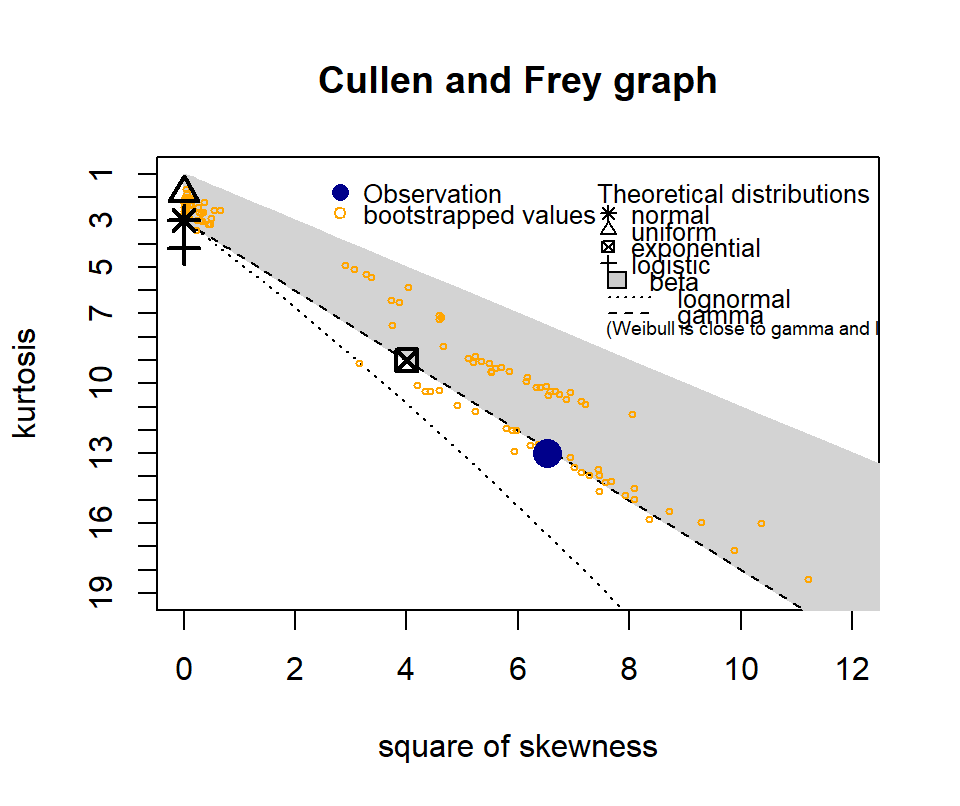 Cullen and Frey graph
Observation
bootstrapped values
Theoretical distributions
normal
uniform
exponential
logistic
beta
lognormal
gamma
(Weibull is close to gamma and l
kurtosis
1
3
5
7
10
13
16
19
0 2 4 6 8 10 12
square of skewness